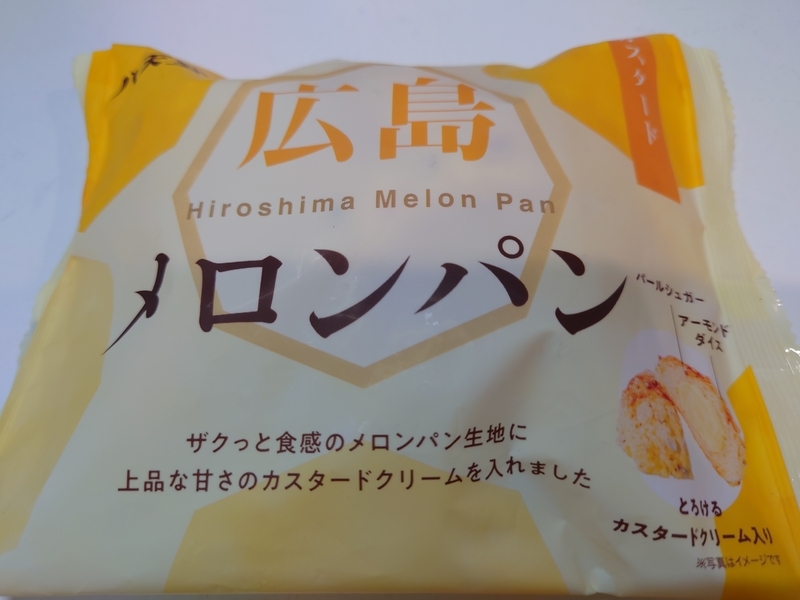 スタード
広島
Hiroshima Melon Pan
メロンパン
パールシュガー
アーモンド
ダイス
ザクっと食感のメロンパン生地に
上品な甘さのカスタードクリームを入れました
とろける
カスタードクリーム入り
※写真はイメージです